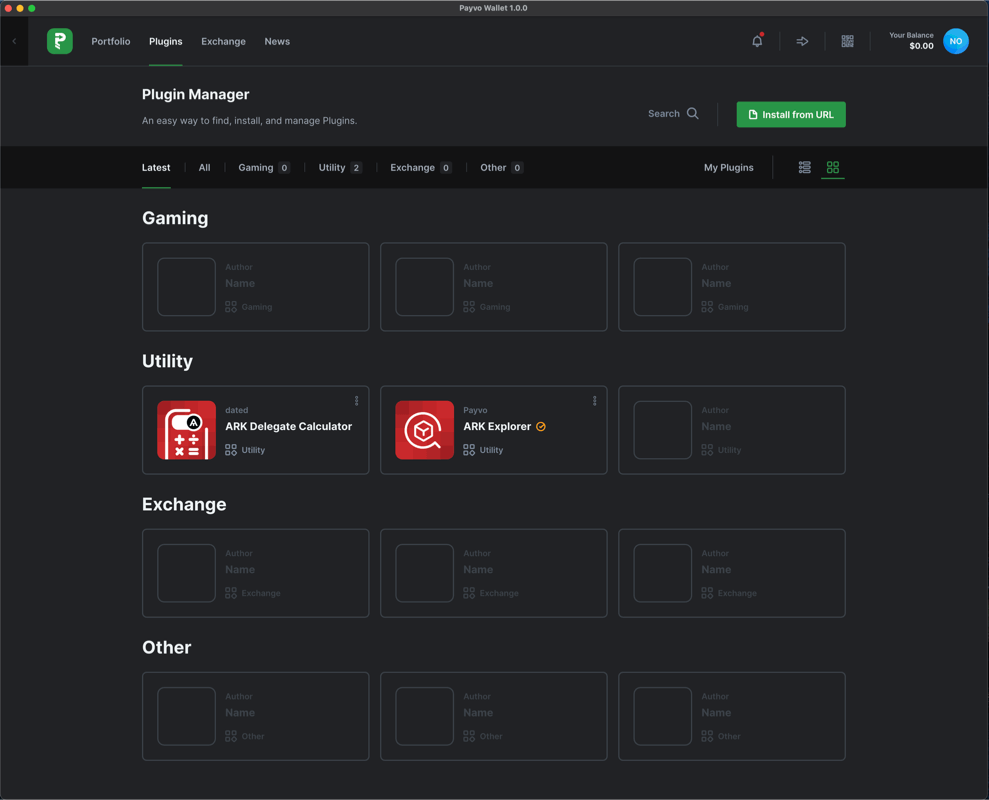 Payvo Wallet 1.0.0
Portfolio Plugins Exchange News
Your Balance
$0.00
NO
Plugin Manager
An easy way to find, install, and manage Plugins.
Search
Install from URL
Latest All Gaming 0 Utility 2 Exchange 0 Other 0 My Plugins
Gaming
Author Author Author
Name Name Name
Gaming Gaming Gaming
Utility
dated Payvo Author
ARK Delegate Calculator ARK Explorer Name
Utility Utility Utility
Exchange
Author Author Author
Name Name Name
Exchange Exchange Exchange
Other
Author Author Author
Name Name Name
Other Other Other